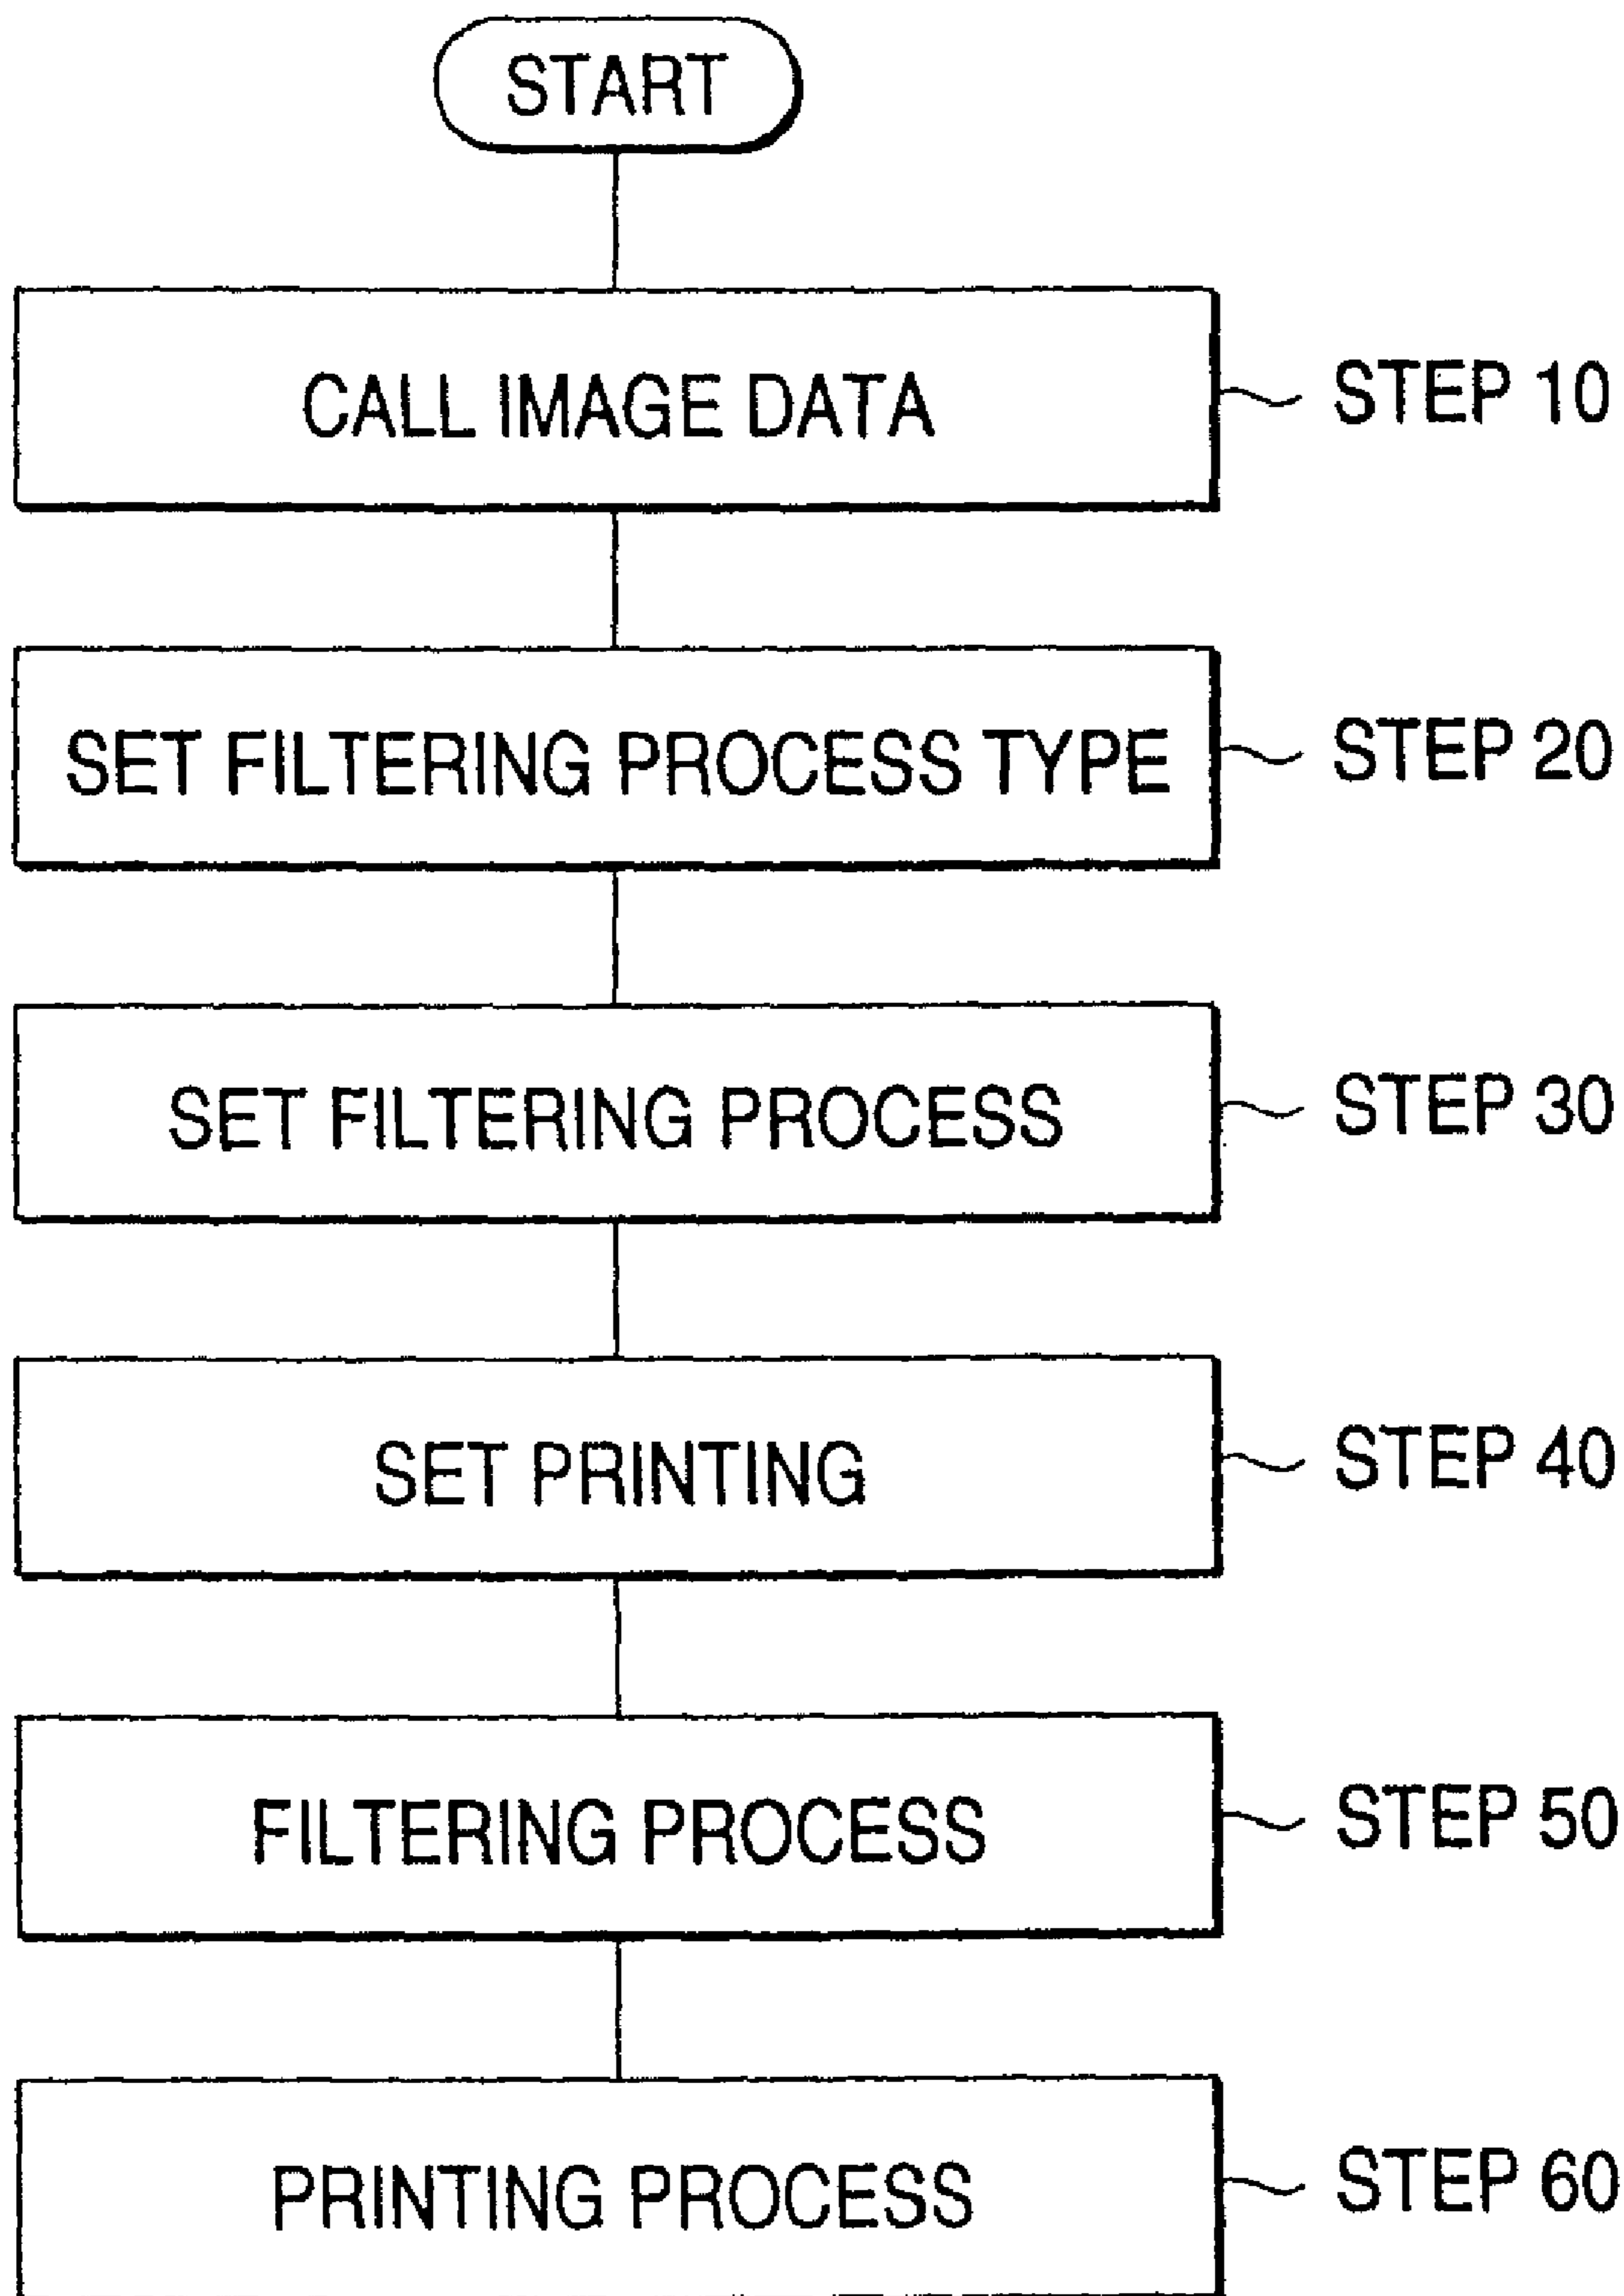 START
CALL IMAGE DATA
STEP 10
SET FILTERING PROCESS TYPE
STEP 20
SET FILTERING PROCESS
STEP 30
SET PRINTING
STEP 40
FILTERING PROCESS
STEP 50
PRINTING PROCESS
STEP 60